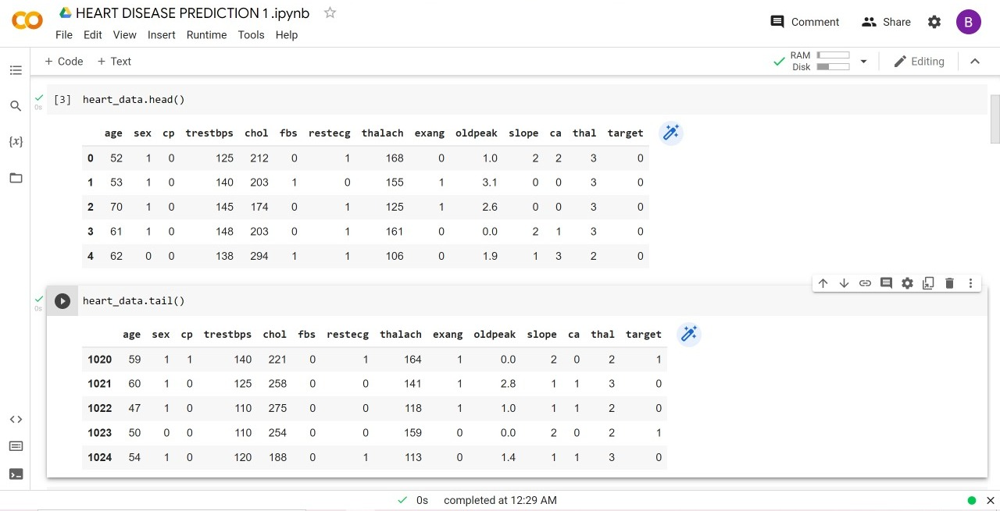 HEART DISEASE PREDICTION 1 .ipynb
File Edit View Insert Runtime Tools Help
Comment Share B
+ Code + Text
RAM
Disk
Editing
0s
[3] heart_data.head()
age sex cp trestbps chol fbs restecg thalach exang oldpeak slope ca thal target
0 52 1 0 125 212 0 1 168 0 1.0 2 2 3 0
1 53 1 0 140 203 1 0 155 1 3.1 0 0 3 0
2 70 1 0 145 174 0 1 125 1 2.6 0 0 3 0
3 61 1 0 148 203 0 1 161 0 0.0 2 1 3 0
4 62 0 0 138 294 1 1 106 0 1.9 1 3 2 0
0s
heart_data.tail()
age sex cp trestbps chol fbs restecg thalach exang oldpeak slope ca thal target
1020 59 1 1 140 221 0 1 164 1 0.0 2 0 2 1
1021 60 1 0 125 258 0 0 141 1 2.8 1 1 3 0
1022 47 1 0 110 275 0 0 118 1 1.0 1 1 2 0
1023 50 0 0 110 254 0 0 159 0 0.0 2 0 2 1
1024 54 1 0 120 188 0 1 113 0 1.4 1 1 3 0
0s completed at 12:29 AM